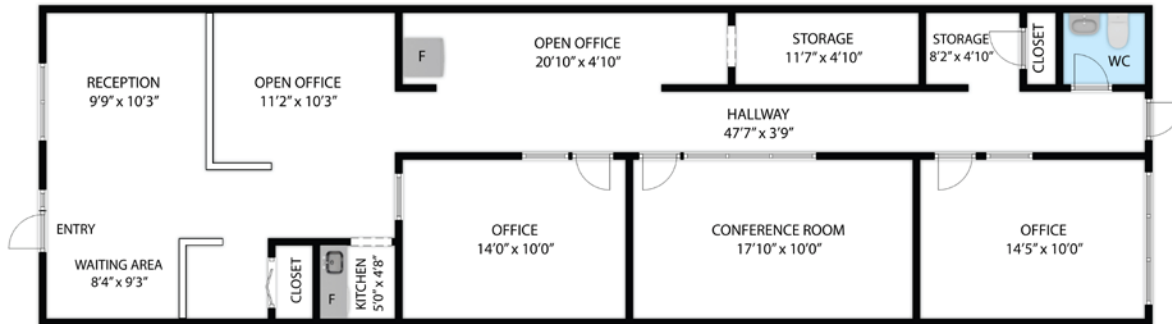 RECEPTION
9'9" x 10'3"
OPEN OFFICE
11'2" x 10'3"
F
OPEN OFFICE
20'10" x 4'10"
STORAGE
11'7" x 4'10"
STORAGE
8'2" x 4'10"
CLOSET
WC
HALLWAY
47'7" x 3'9"
ENTRY
WAITING AREA
8'4" x 9'3"
CLOSET
F
KITCHEN
5'0" x 4'8"
OFFICE
14'0" x 10'0"
CONFERENCE ROOM
17'10" x 10'0"
OFFICE
14'5" x 10'0"